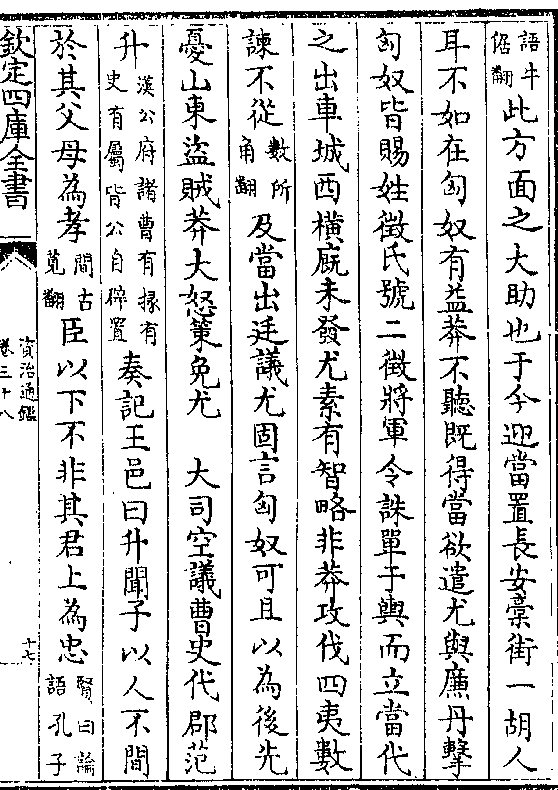 語牛倨翻此方面之大助也于今迎當置長安槀街一胡人
耳不如在匈奴有益莽不聽既得當欲遣尤與廉丹擊
匈奴皆賜姓徵氏號二徵將軍令誅單于輿而立當代
之出車城西橫廐未發尤素有智略非莽攻伐四夷數
諫不從數所角翻及當出廷議尤固言匈奴可且以為後先
憂山東盜賊莽大怒策免尤 大司空議曹史代郡范
升漢公府諸曹有掾有史有屬皆公自辟置奏記王邑曰升聞子以人不間
於其父母為孝間古莧翻臣以下不非其君上為忠賢曰論語孔子
欽定四庫全書
資治通鑑
卷三十八
十七